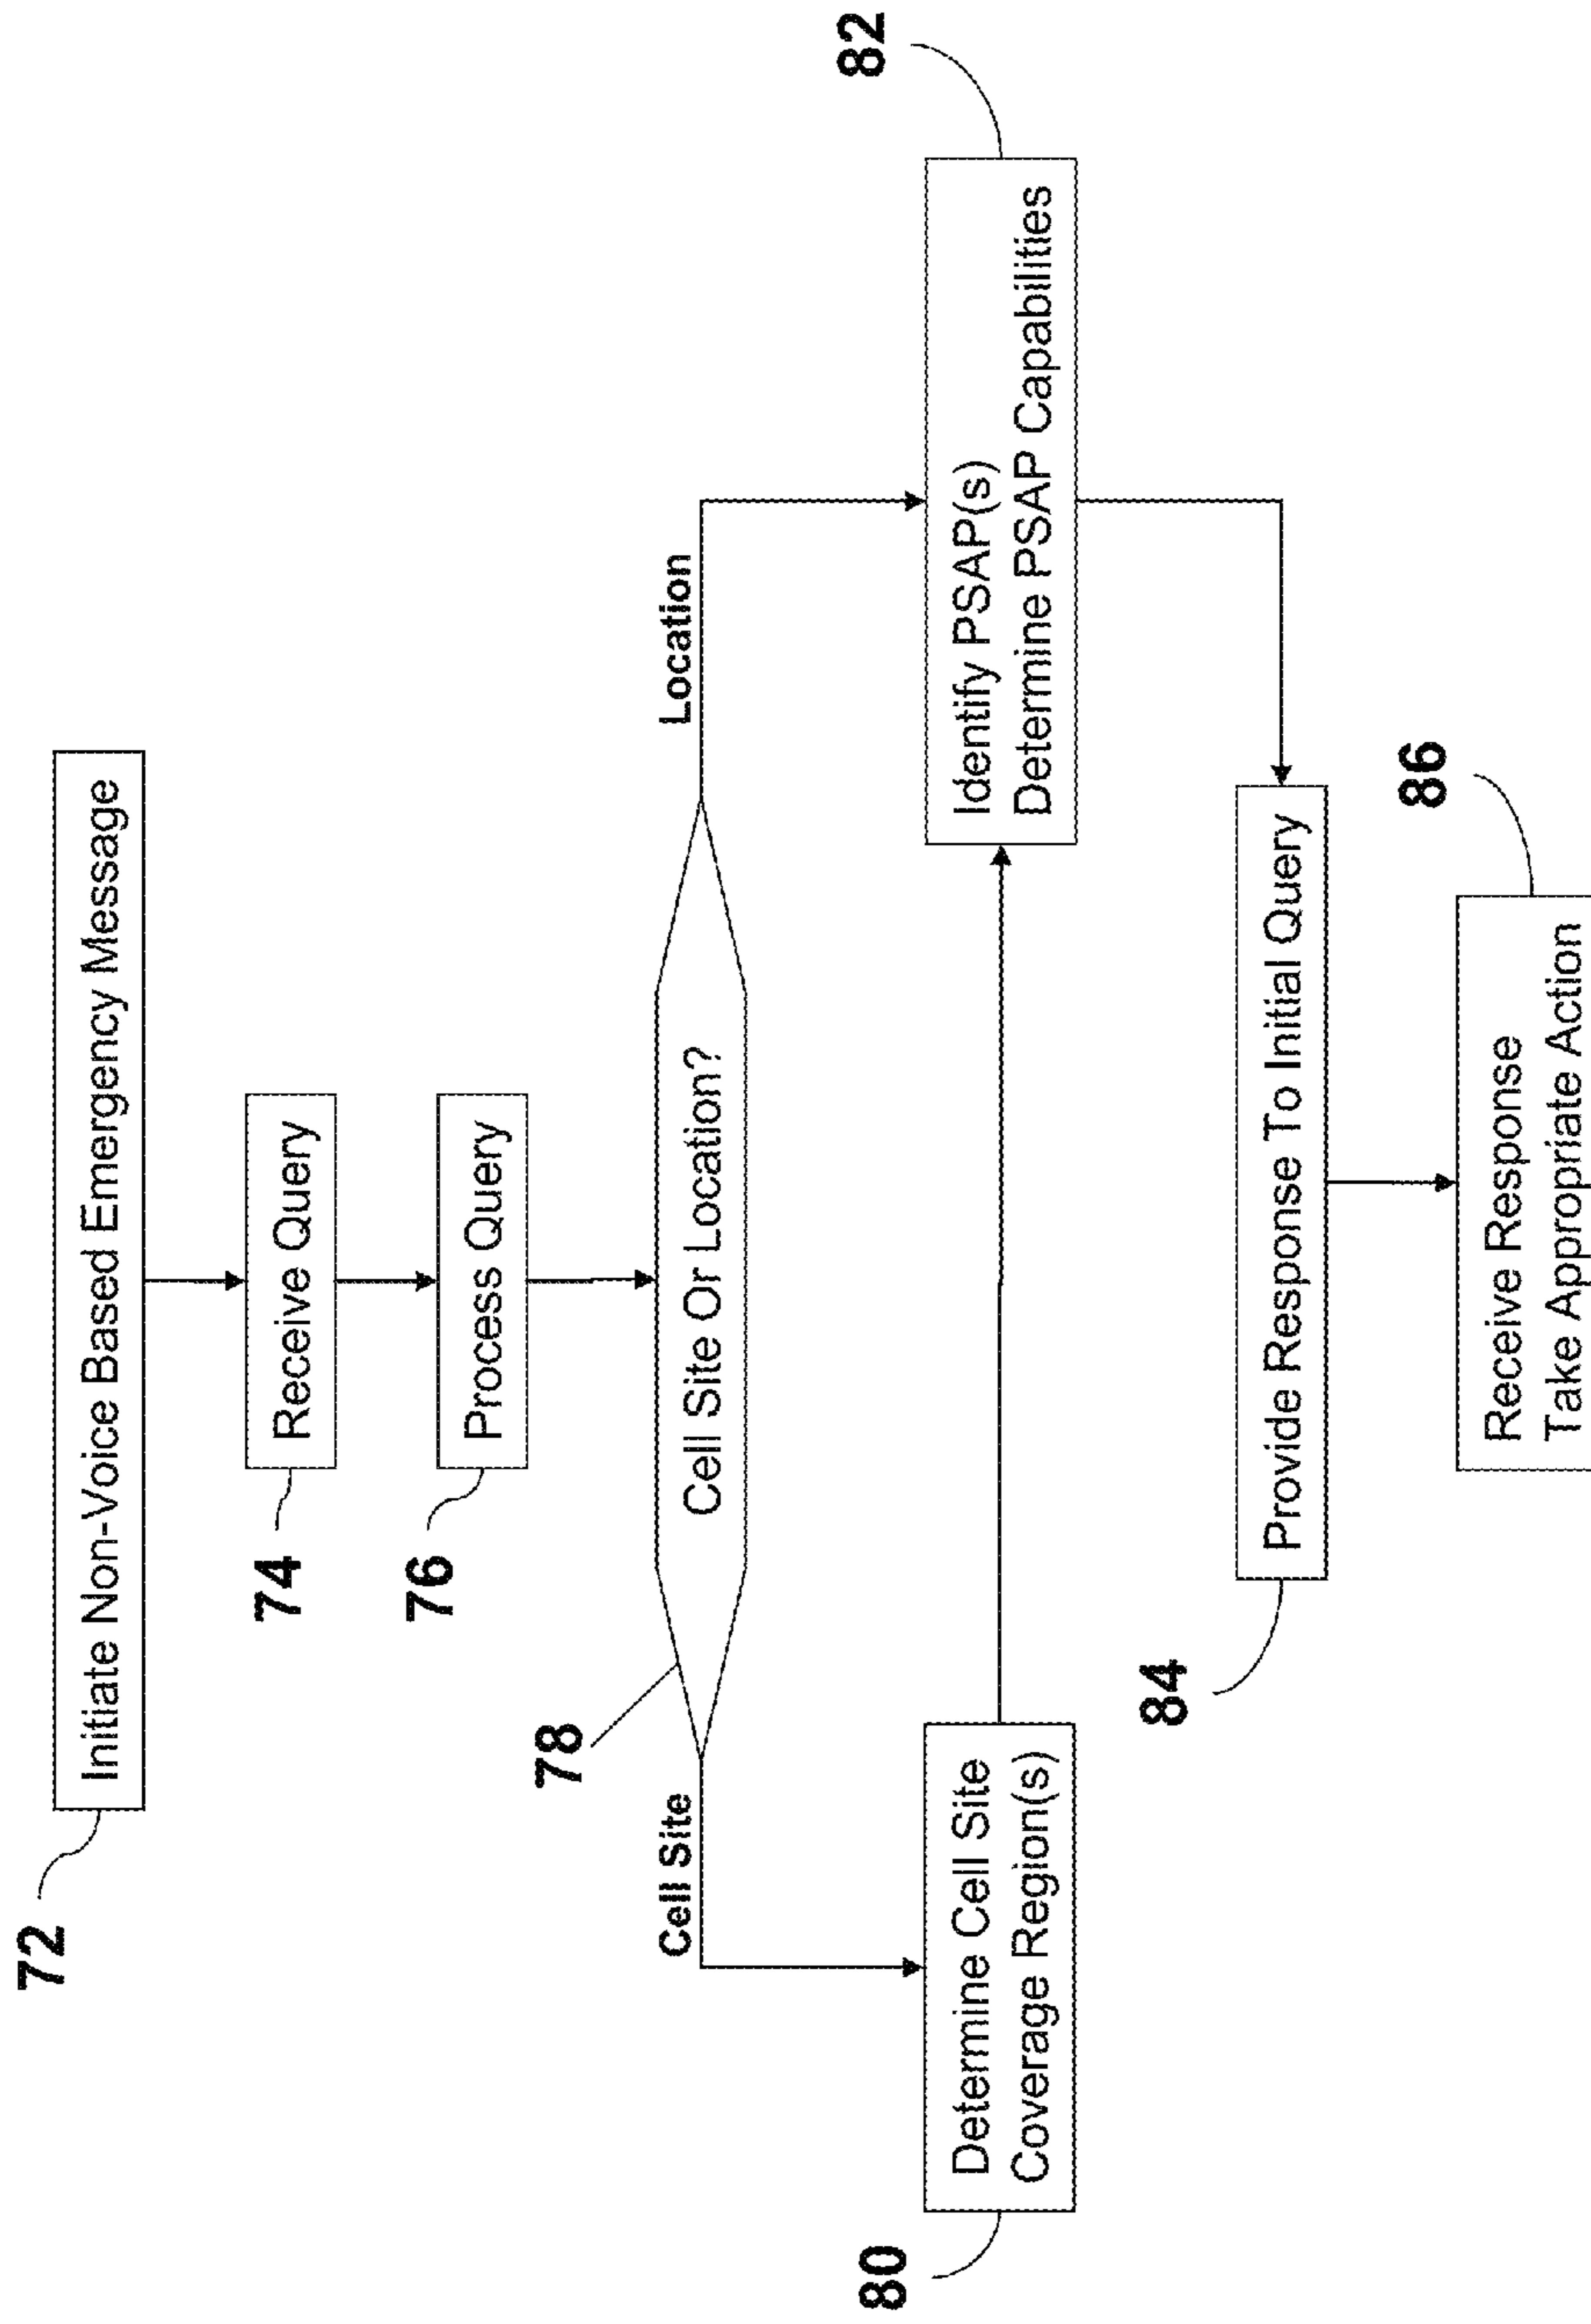 72
Initiate Non-Voice Based Emergency Message
74
Receive Query
76
Process Query
78
Cell Site Or Location?
Cell Site
Location
80
Determine Cell Site
Coverage Region(s)
82
Identify PSAP(s)
Determine PSAP Capabilities
84
Provide Response To Initial Query
86
Receive Response
Take Appropriate Action